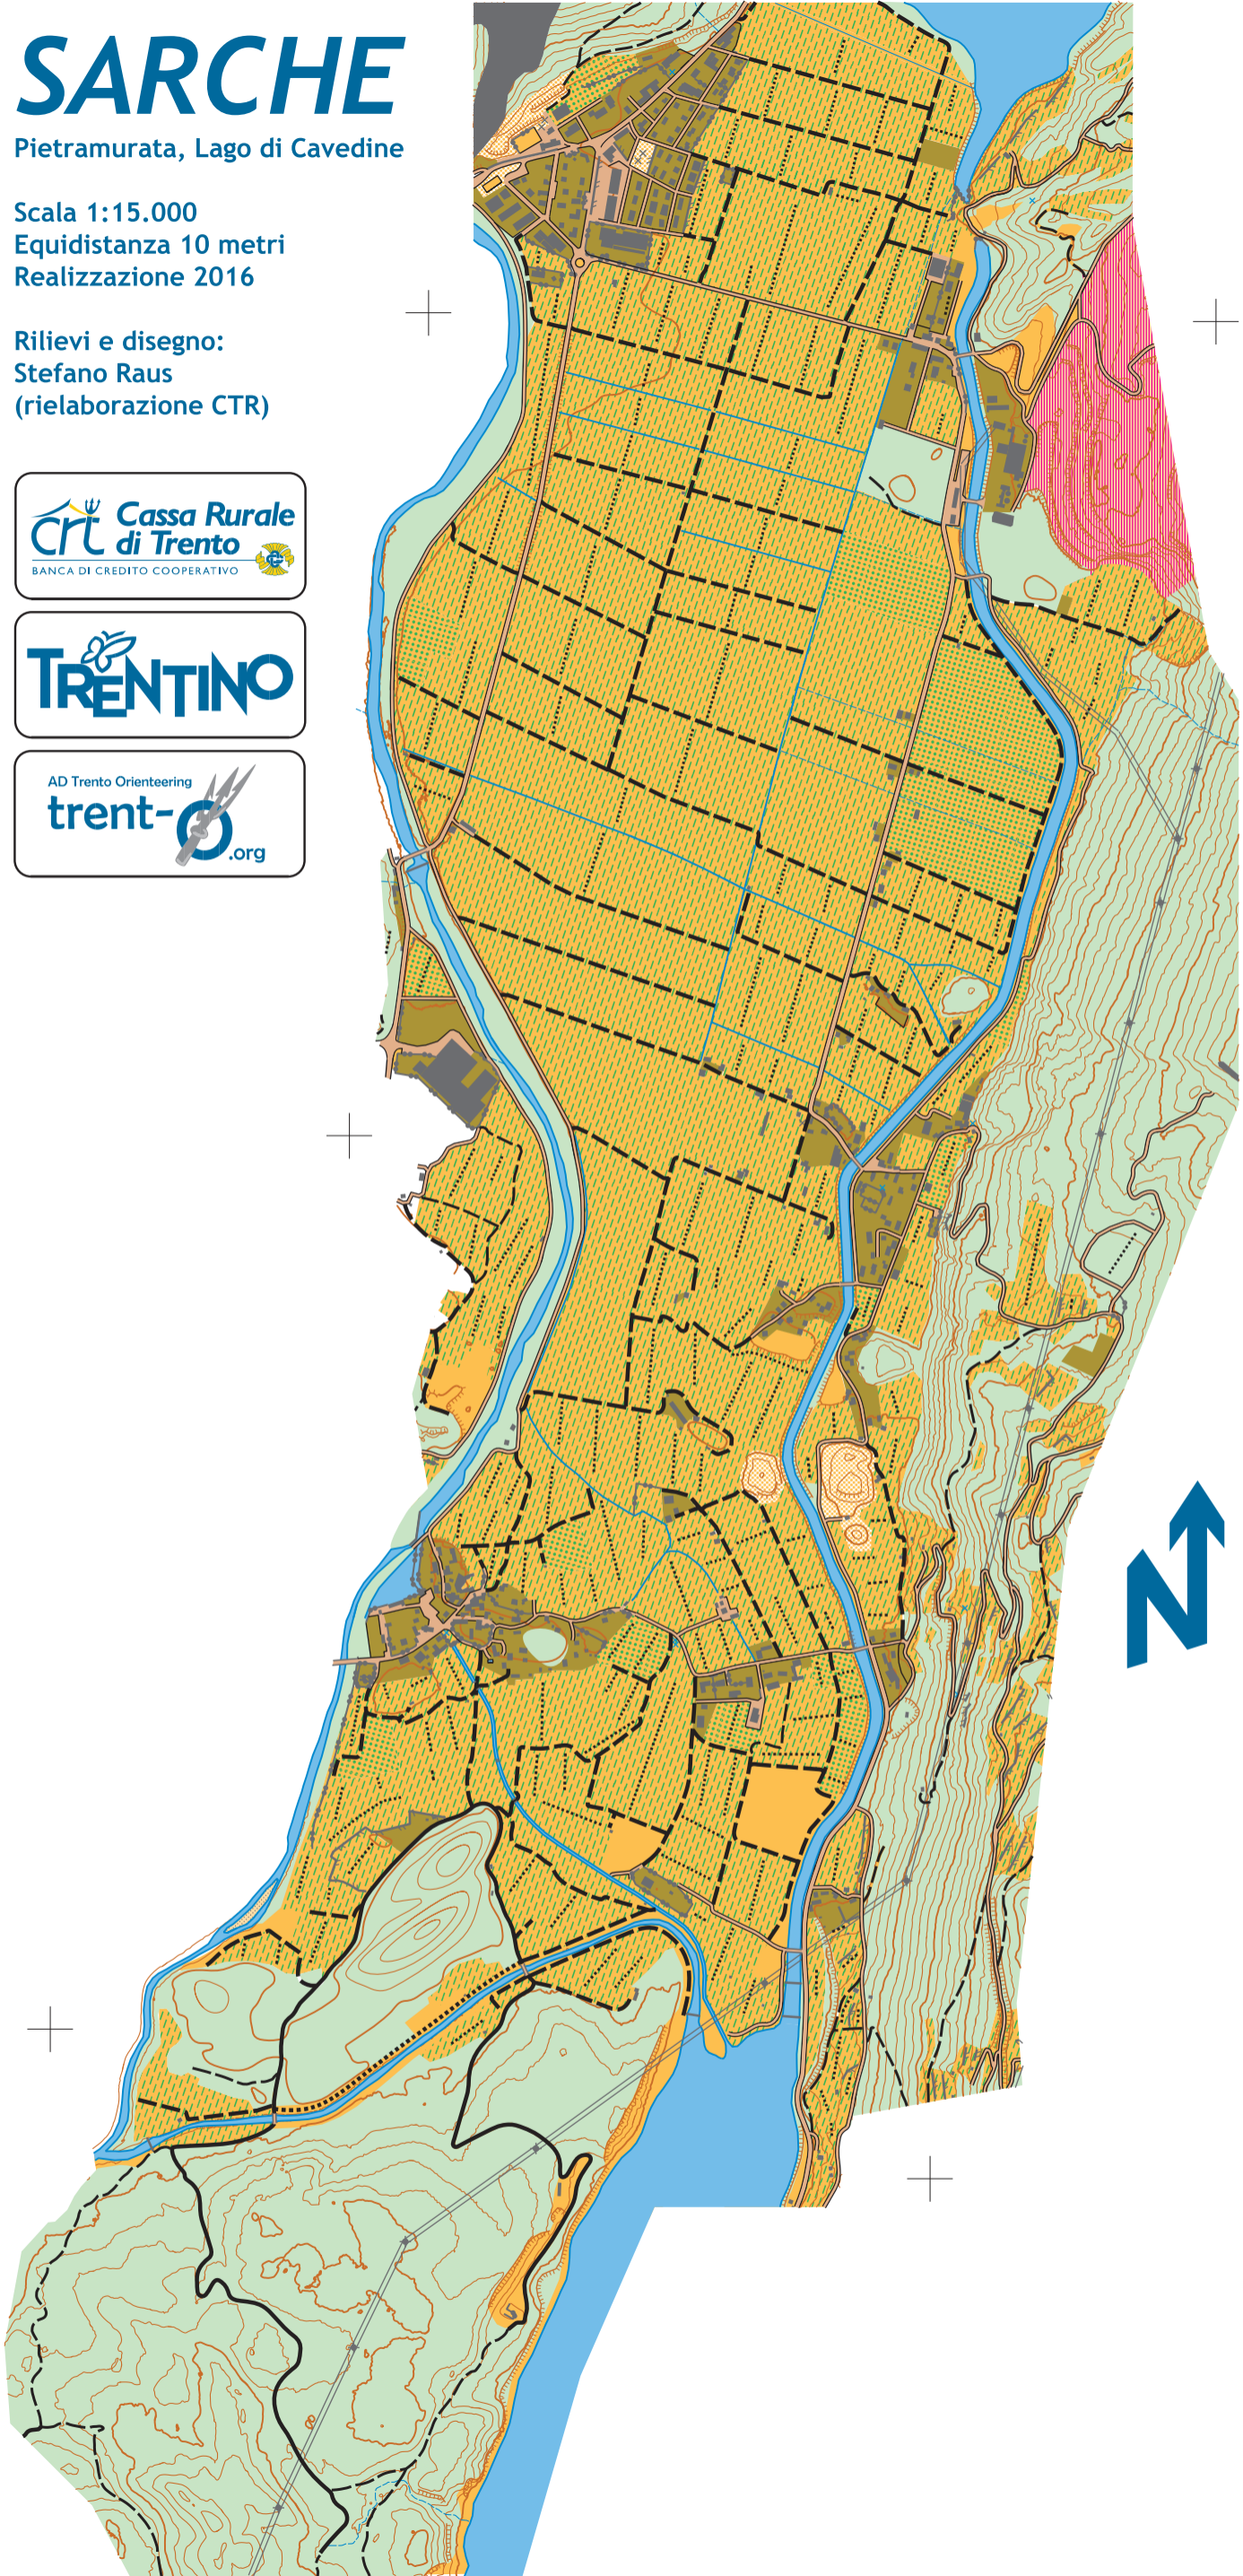 SARCHE
Pietramurata, Lago di Cavedine
Scala 1:15.000
Equidistanza 10 metri
Realizzazione 2016
Rilievi e disegno:
Stefano Raus
(rielaborazione CTR)
crt Cassa Rurale
di Trento
BANCA DI CREDITO COOPERATIVO
TRENTINO
AD Trento Orienteering
trent-O
.org
N